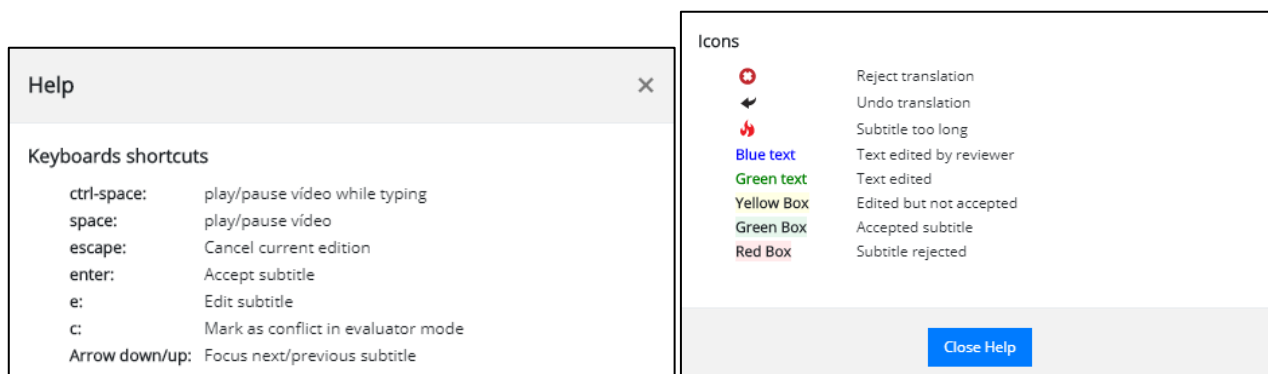 Help
Keyboards shortcuts
ctrl-space: play/pause vídeo while typing
space: play/pause vídeo
escape: Cancel current edition
enter: Accept subtitle
e: Edit subtitle
c: Mark as conflict in evaluator mode
Arrow down/up: Focus next/previous subtitle
Icons
Reject translation
Undo translation
Subtitle too long
Blue text Text edited by reviewer
Green text Text edited
Yellow Box Edited but not accepted
Green Box Accepted subtitle
Red Box Subtitle rejected
Close Help